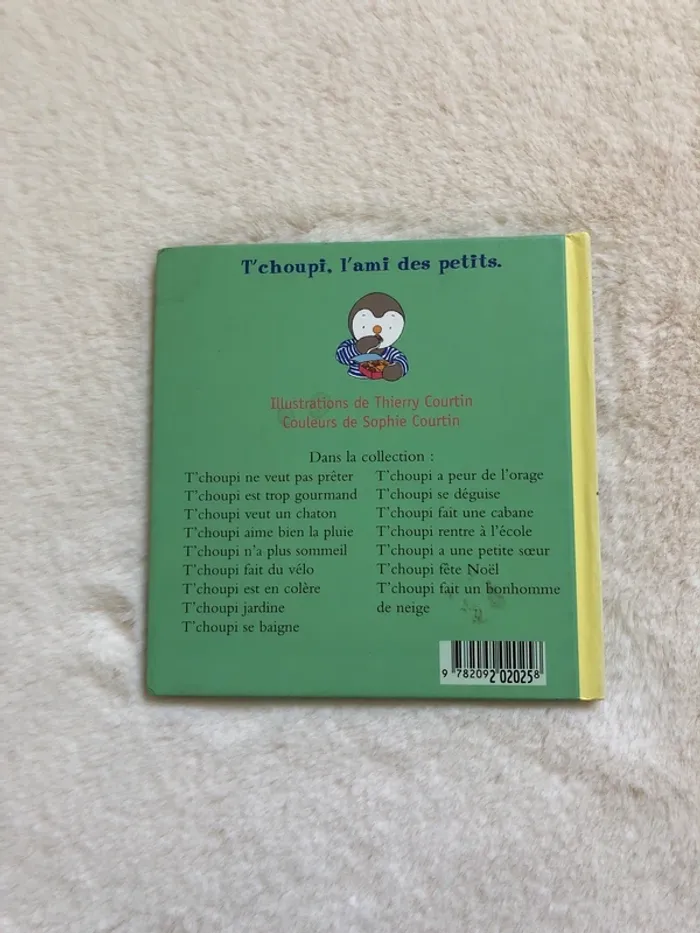 T'choupi, l'ami des petits.
Illustrations de Thierry Courtin
Couleurs de Sophie Courtin
Dans la collection :
T'choupi ne veut pas prêter
T'choupi est trop gourmand
T'choupi veut un chaton
T'choupi aime bien la pluie
T'choupi n'a plus sommeil
T'choupi fait du vélo
T'choupi est en colère
T'choupi jardine
T'choupi se baigne
T'choupi a peur de l'orage
T'choupi se déguise
T'choupi fait une cabane
T'choupi rentre à l'école
T'choupi a une petite sœur
T'choupi fête Noël
T'choupi fait un bonhomme
de neige
9 782092 020258